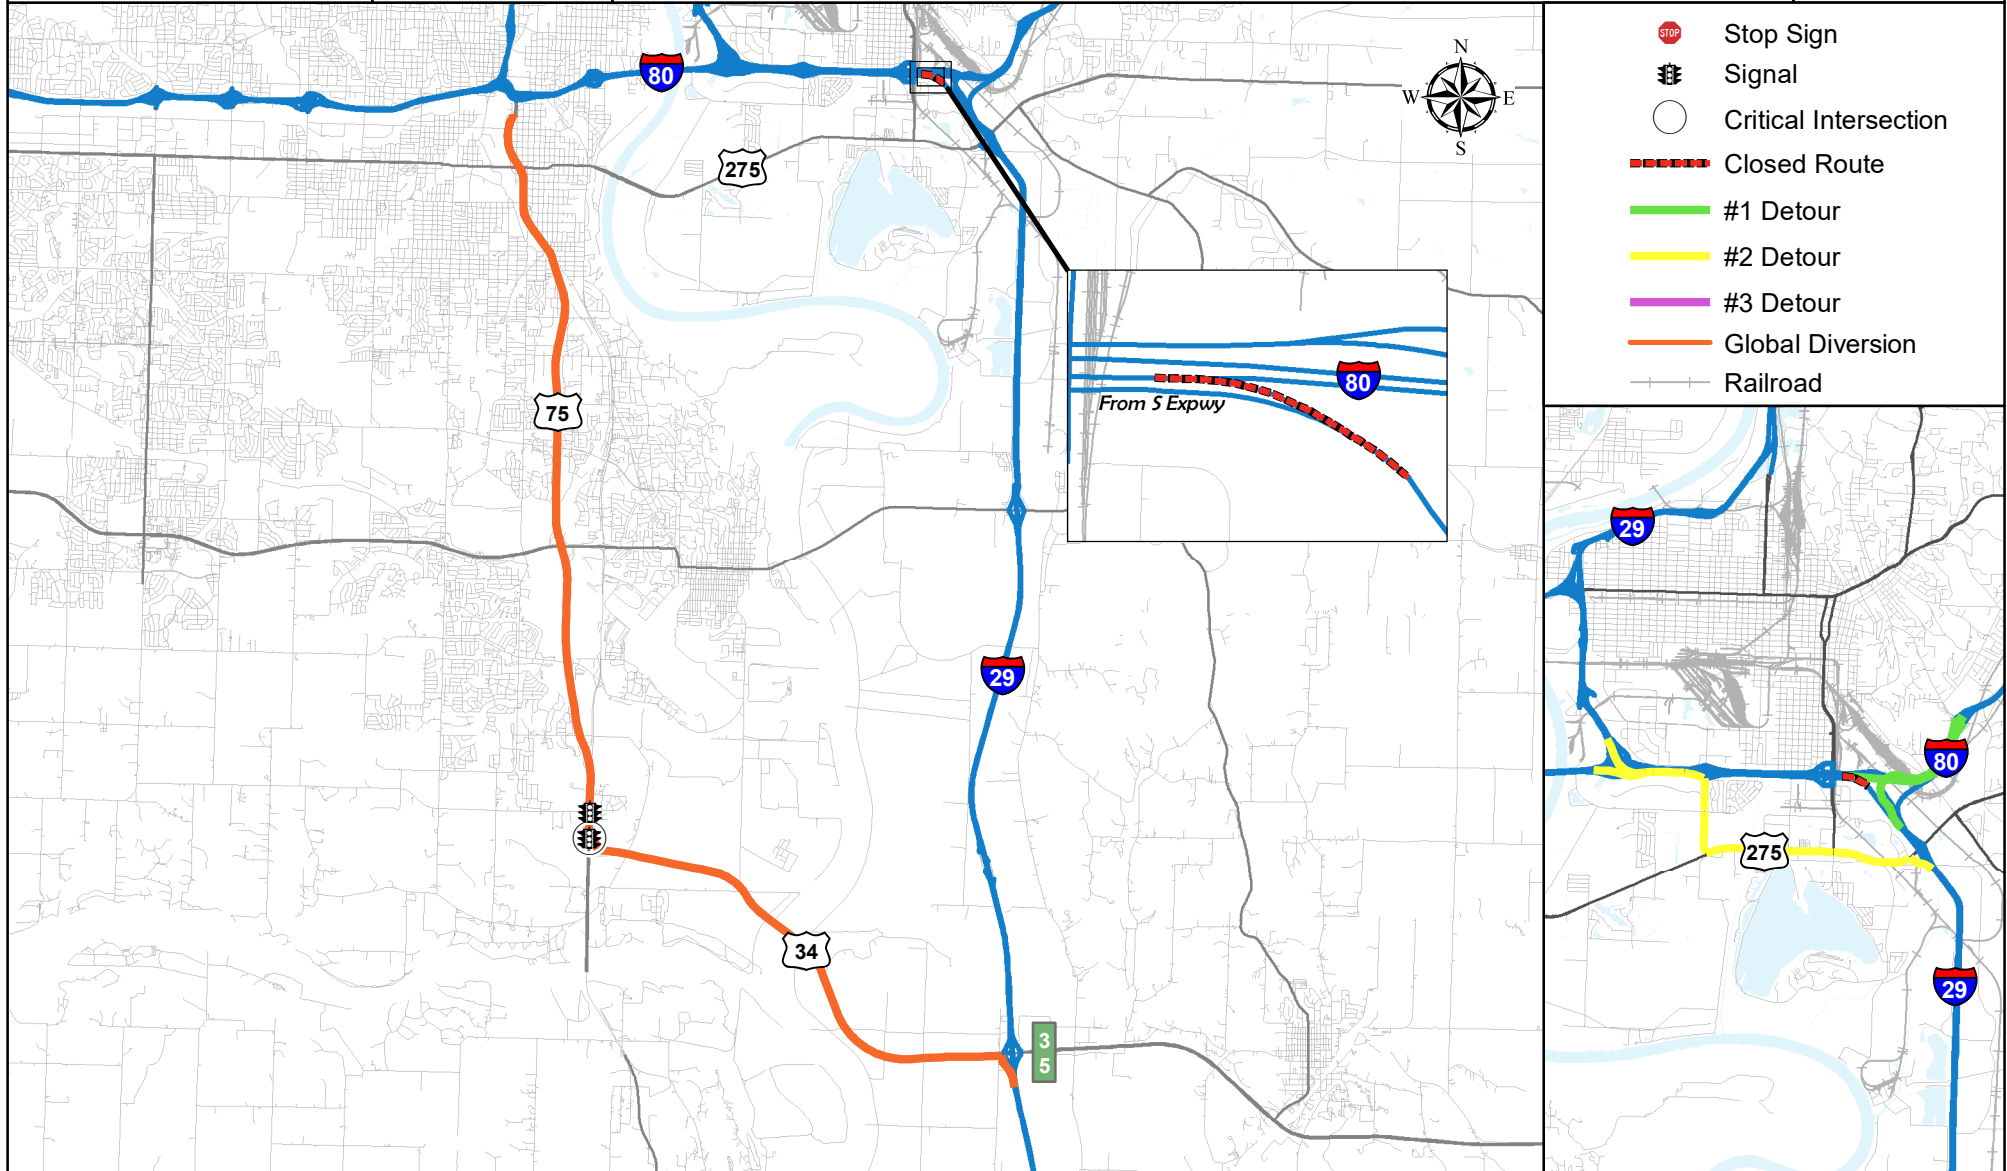 80
275
75
34
29
3
5
N
W
E
S
80
From S Expwy
STOP
Stop Sign
Signal
Critical Intersection
Closed Route
#1 Detour
#2 Detour
#3 Detour
Global Diversion
Railroad
29
80
275
29